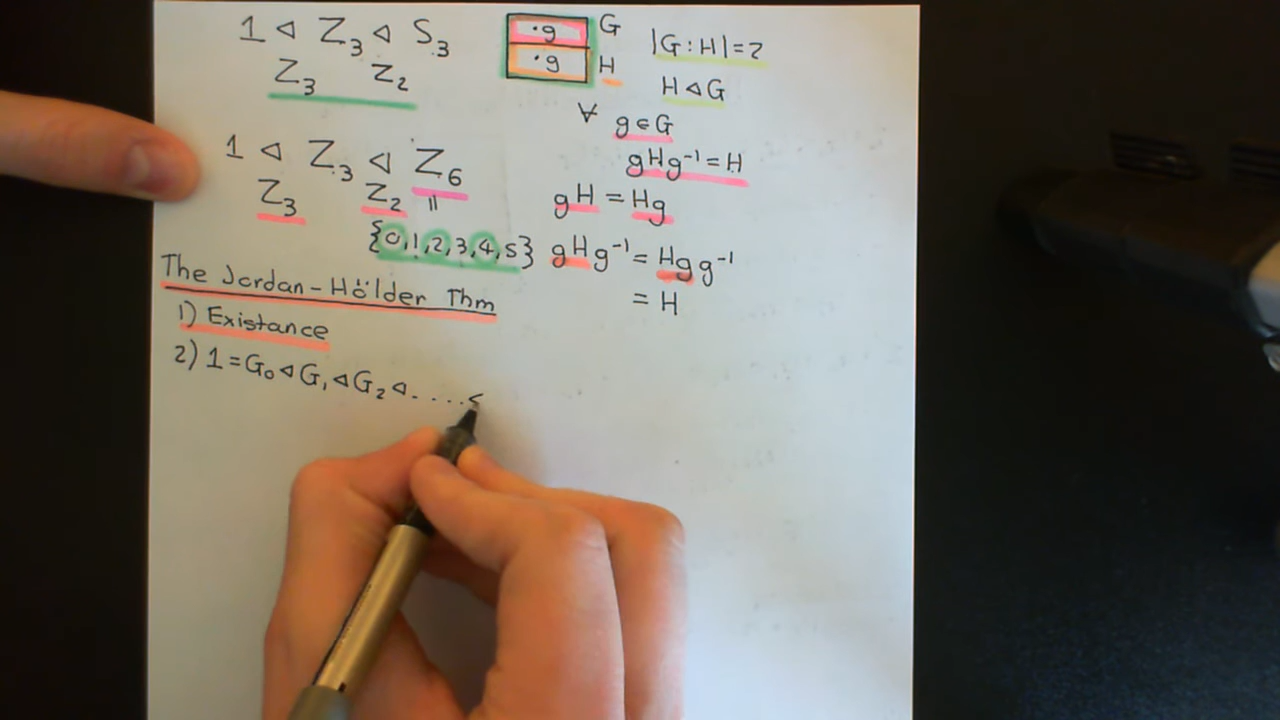 1 ◁ Z₃ ◁ S₃
Z₃ Z₂
1 ◁ Z₃ ◁ Z₆
Z₃ Z₂ =
{0,1,2,3,4,5}
·g G
·g H
|G:H|=2
H◁G
∀ g∈G
gHg⁻¹=H
gH = Hg
gHg⁻¹ = Hgg⁻¹
= H
The Jordan-Hölder Thm
1) Existance
2) 1=G₀◁G₁◁G₂◁....<